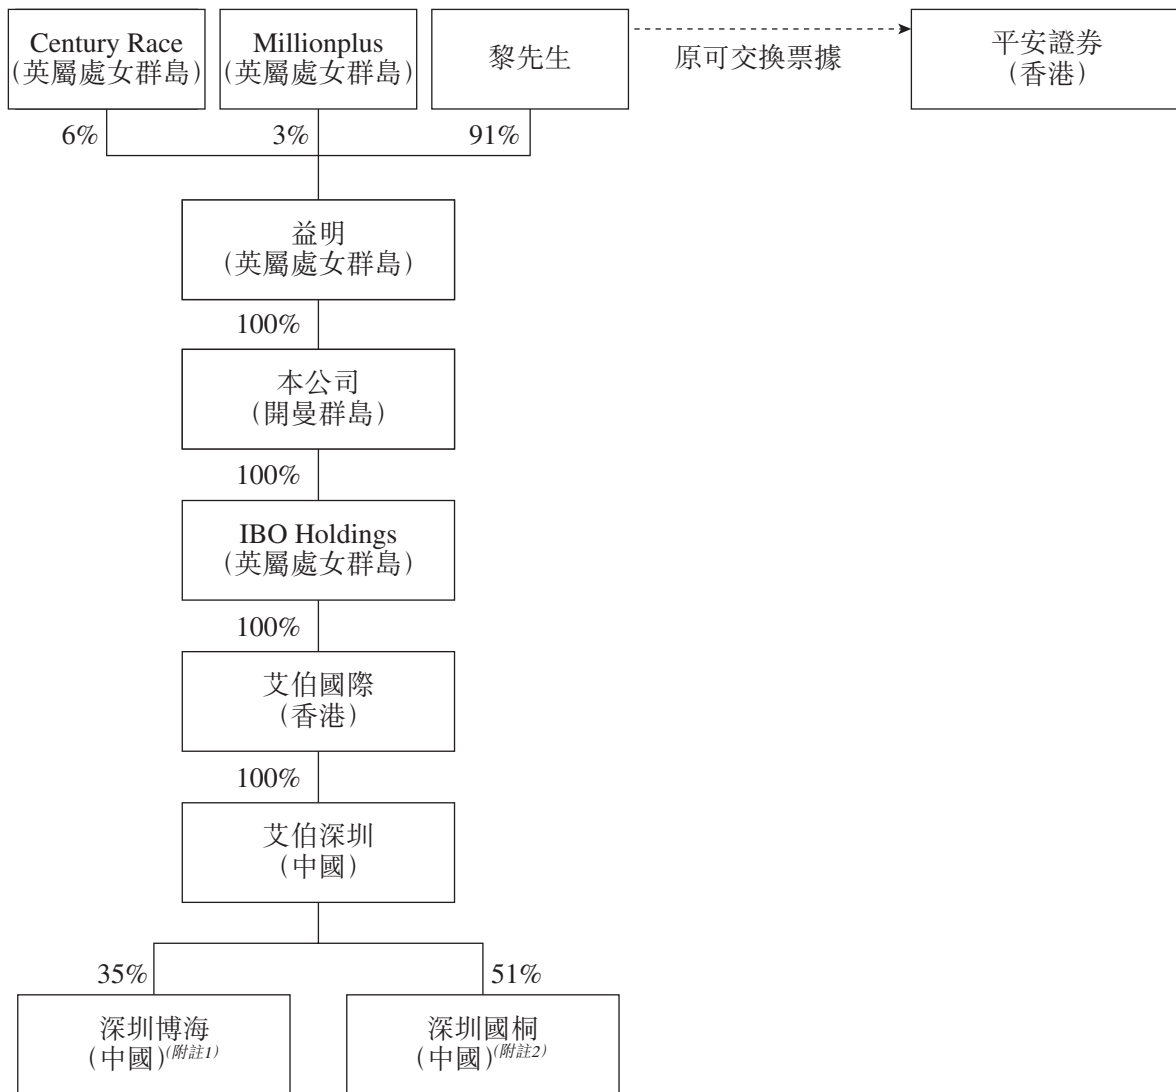 Century Race
(英屬處女群島)
Millionplus
(英屬處女群島)
黎先生
原可交換票據
平安證券
(香港)
6%
3%
91%
益明
(英屬處女群島)
100%
本公司
(開曼群島)
100%
IBO Holdings
(英屬處女群島)
100%
艾伯國際
(香港)
100%
艾伯深圳
(中國)
35%
51%
深圳博海
(中國)(附註1)
深圳國桐
(中國)(附註2)